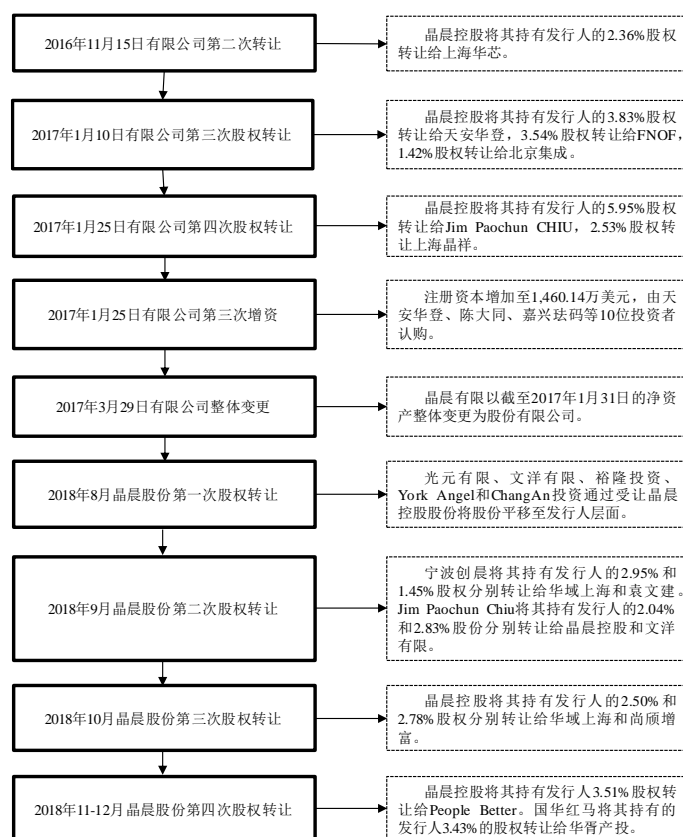 2016年11月15日有限公司第二次转让
晶晨控股将其持有发行人的2.36%股权
转让给上海华芯。
2017年1月10日有限公司第三次股权转让
晶晨控股将其持有发行人的3.83%股权
转让给天安华登，3.54%股权转让给FNOF，
1.42%股权转让给北京集成。
2017年1月25日有限公司第四次股权转让
晶晨控股将其持有发行人的5.95%股权
转让给Jim Paochun CHIU，2.53%股权转
让上海晶祥。
2017年1月25日有限公司第三次增资
注册资本增加至1,460.14万美元，由天
安华登、陈大同、嘉兴珐码等10位投资者
认购。
2017年3月29日有限公司整体变更
晶晨有限以截至2017年1月31日的净资
产整体变更为股份有限公司。
2018年8月晶晨股份第一次股权转让
光元有限、文洋有限、裕隆投资、
York Angel和ChangAn投资通过受让晶晨
控股股份将股份平移至发行人层面。
2018年9月晶晨股份第二次股权转让
宁波创晨将其持有发行人的2.95%和
1.45%股权分别转让给华域上海和袁文建。
Jim Paochun Chiu将其持有发行人的2.04%
和2.83%股份分别转让给晶晨控股和文洋
有限。
2018年10月晶晨股份第三次股权转让
晶晨控股将其持有发行人的2.50%和
2.78%股权分别转让给华域上海和尚颀增
富。
2018年11-12月晶晨股份第四次股权转让
晶晨控股将其持有发行人3.51%股权转
让给People Better。国华红马将其持有的
发行人3.43%的股权转让给华胥产投。